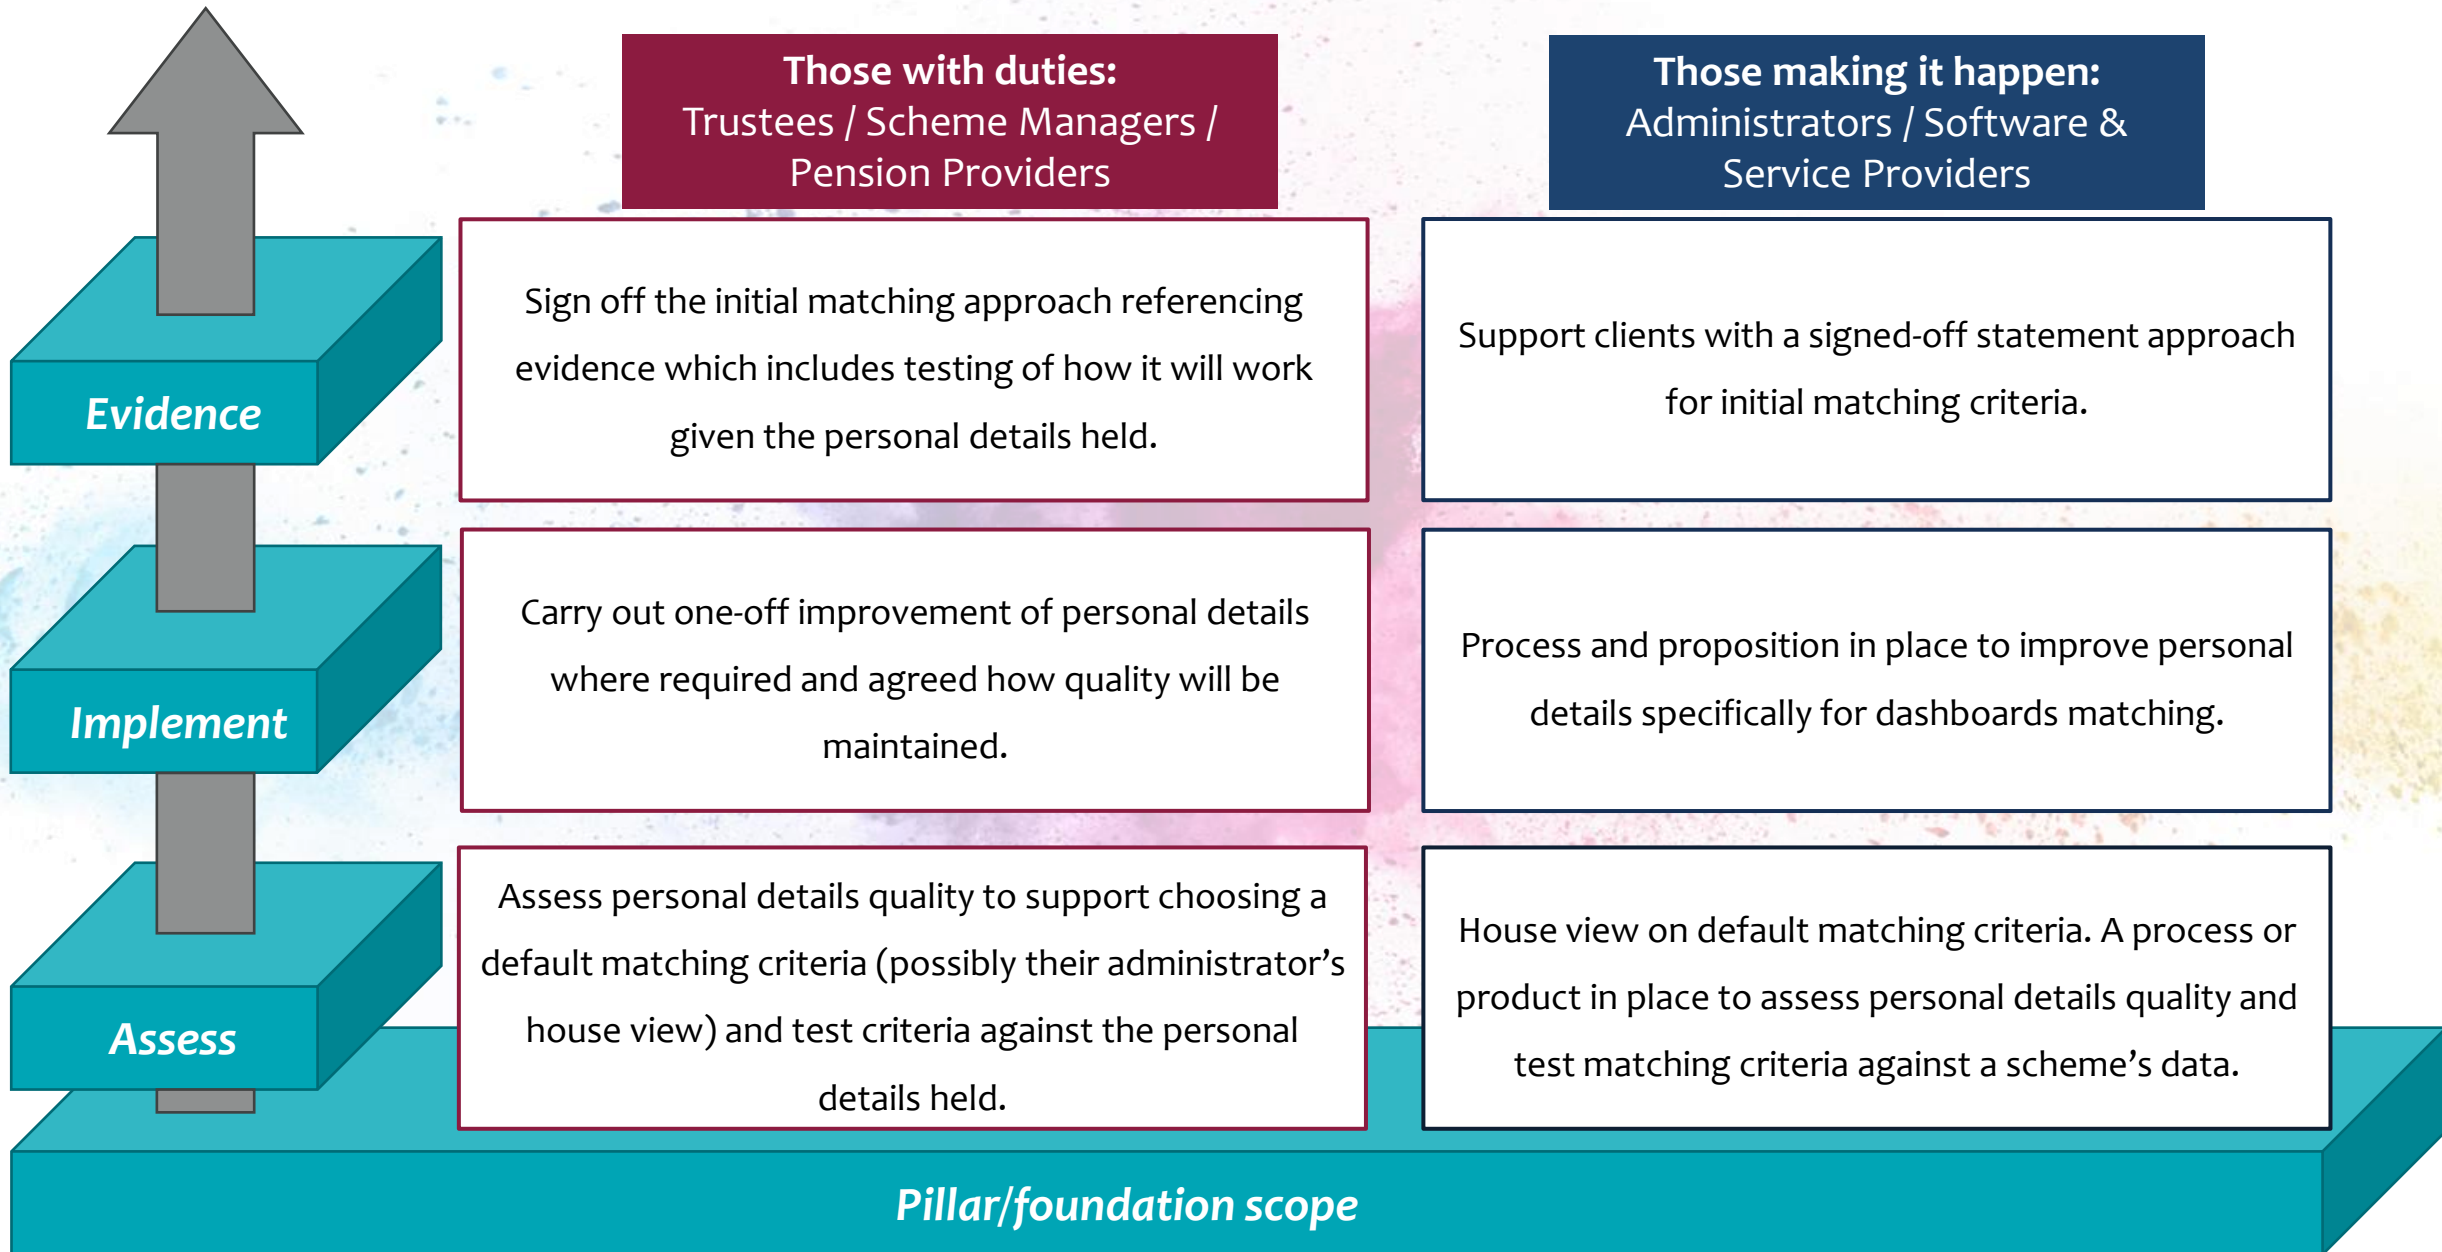 Those with duties:
Trustees / Scheme Managers /
Pension Providers
Those making it happen:
Administrators / Software &
Service Providers
Evidence
Sign off the initial matching approach referencing
evidence which includes testing of how it will work
given the personal details held.
Support clients with a signed-off statement approach
for initial matching criteria.
Implement
Carry out one-off improvement of personal details
where required and agreed how quality will be
maintained.
Process and proposition in place to improve personal
details specifically for dashboards matching.
Assess
Assess personal details quality to support choosing a
default matching criteria (possibly their administrator’s
house view) and test criteria against the personal
details held.
House view on default matching criteria. A process or
product in place to assess personal details quality and
test matching criteria against a scheme’s data.
Pillar/foundation scope